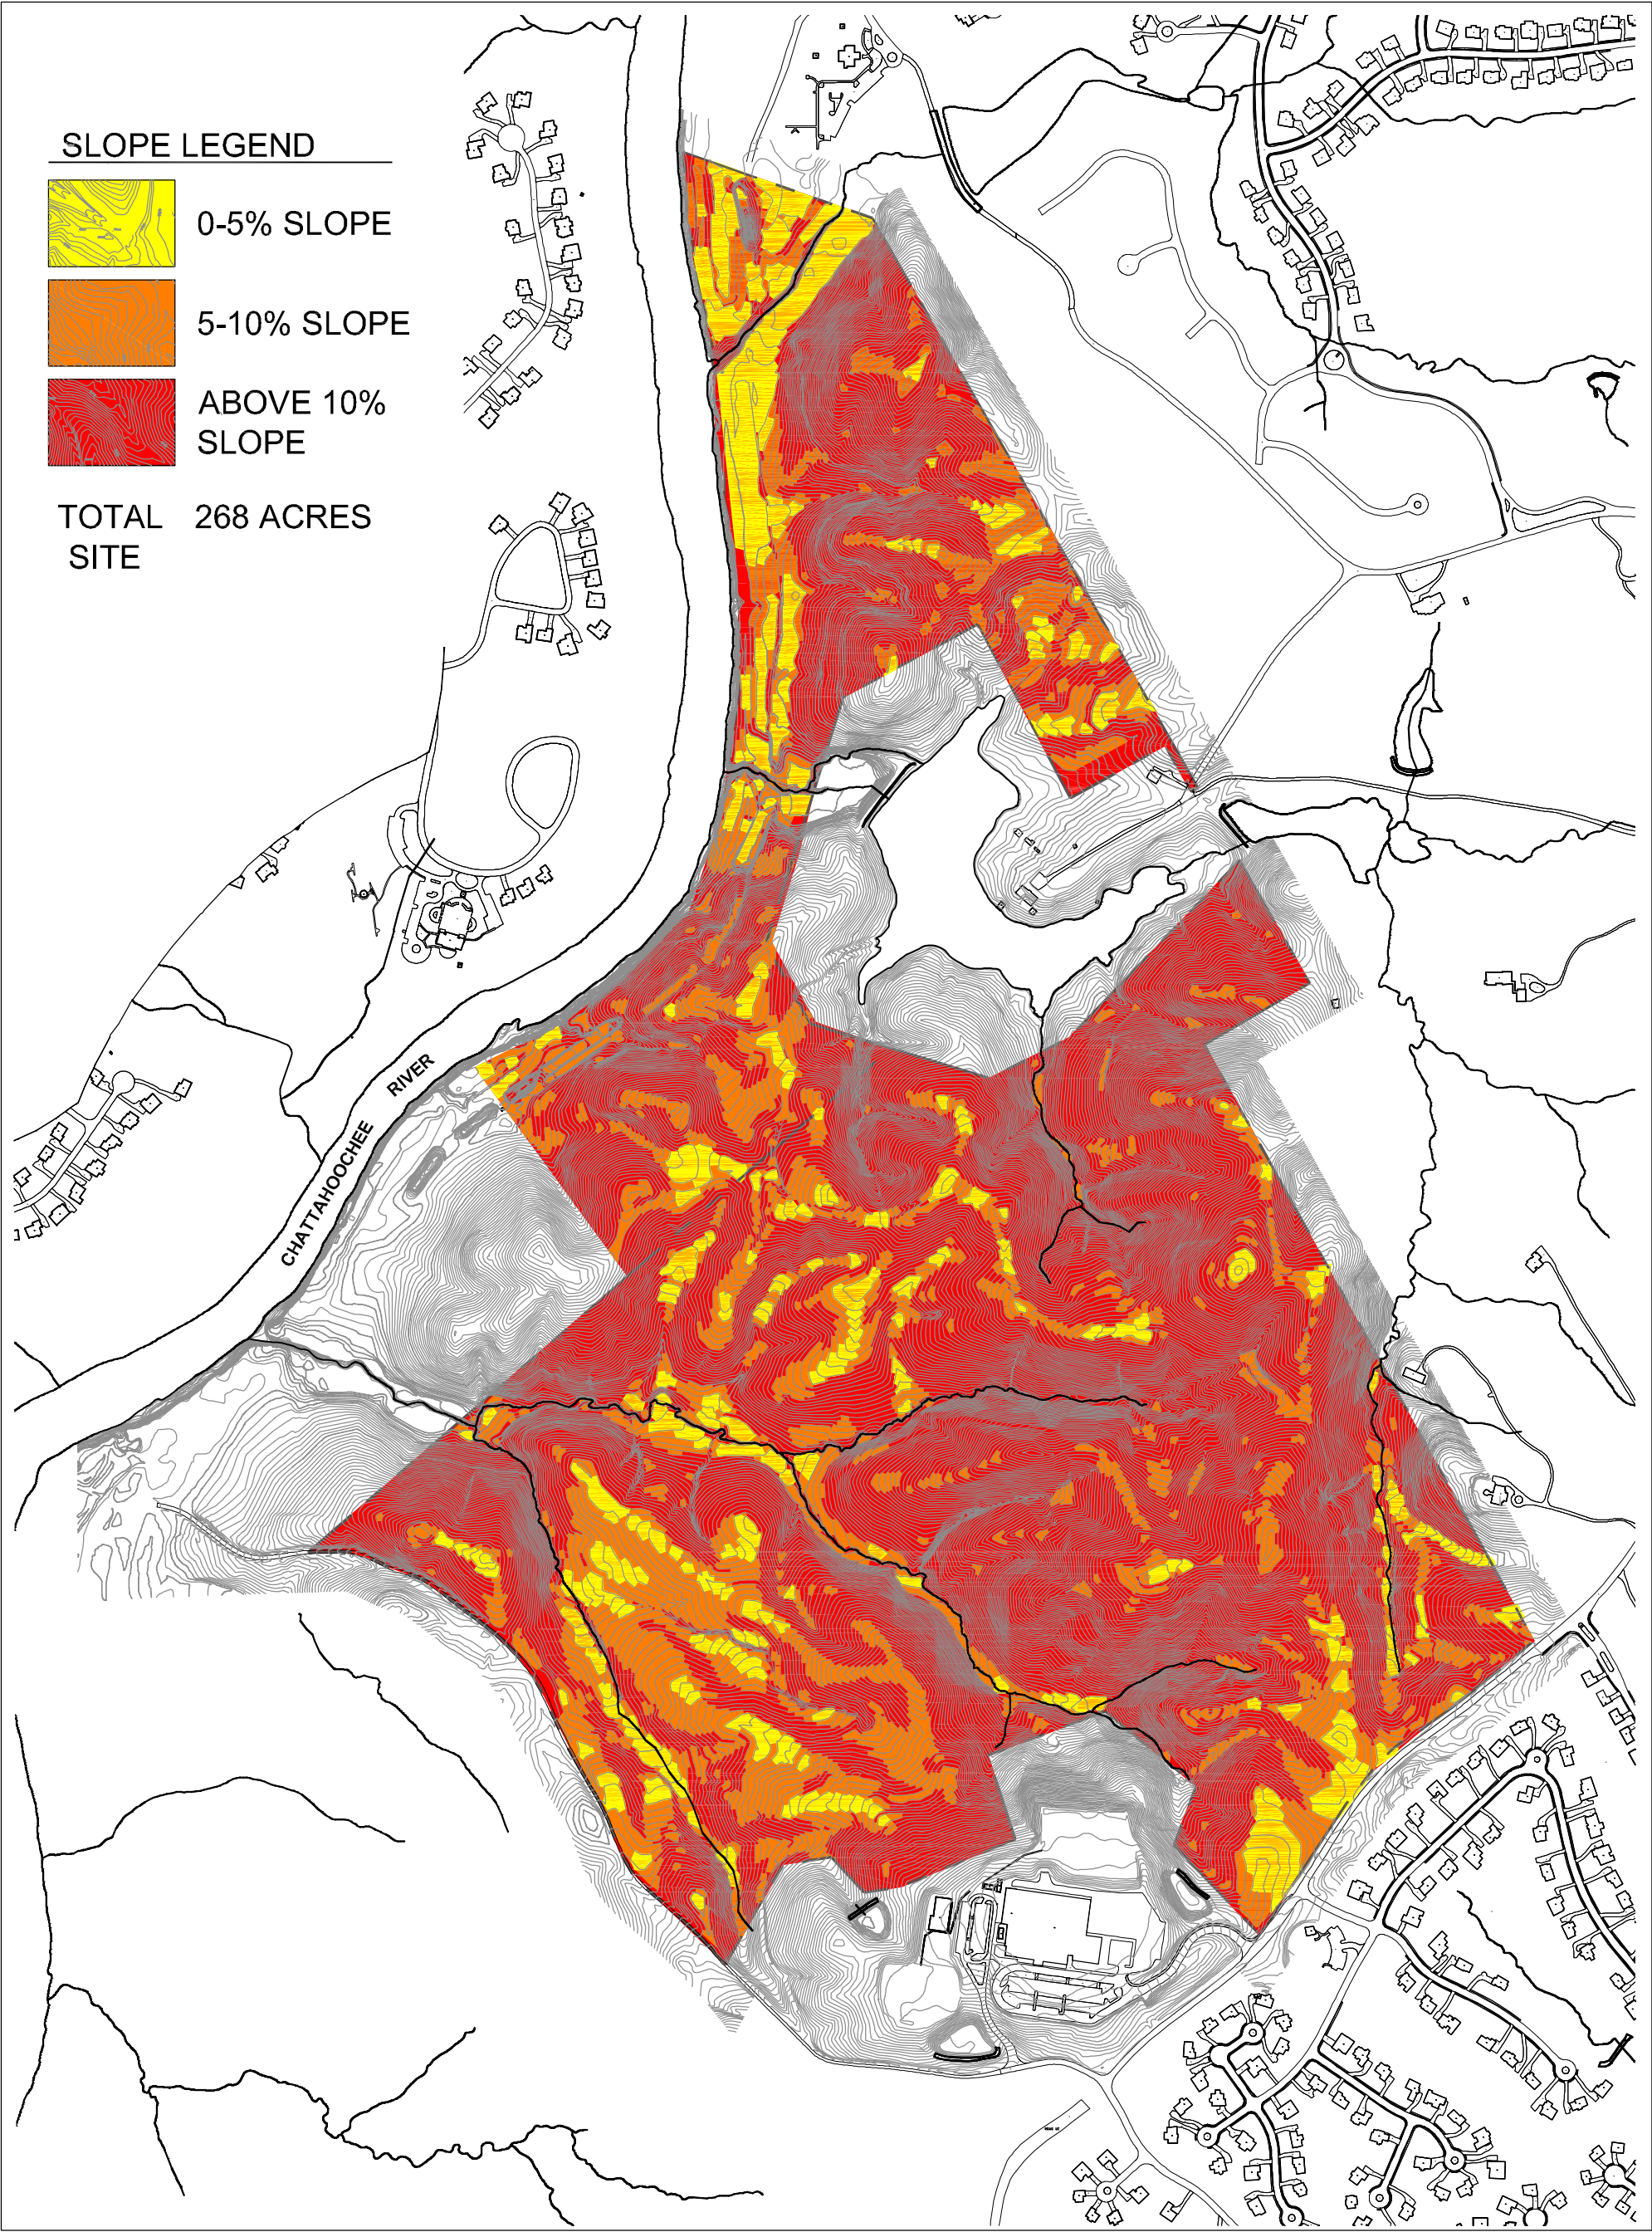 SLOPE LEGEND
0-5% SLOPE
5-10% SLOPE
ABOVE 10%
SLOPE
TOTAL 268 ACRES
SITE
CHATTAHOOCHEE RIVER